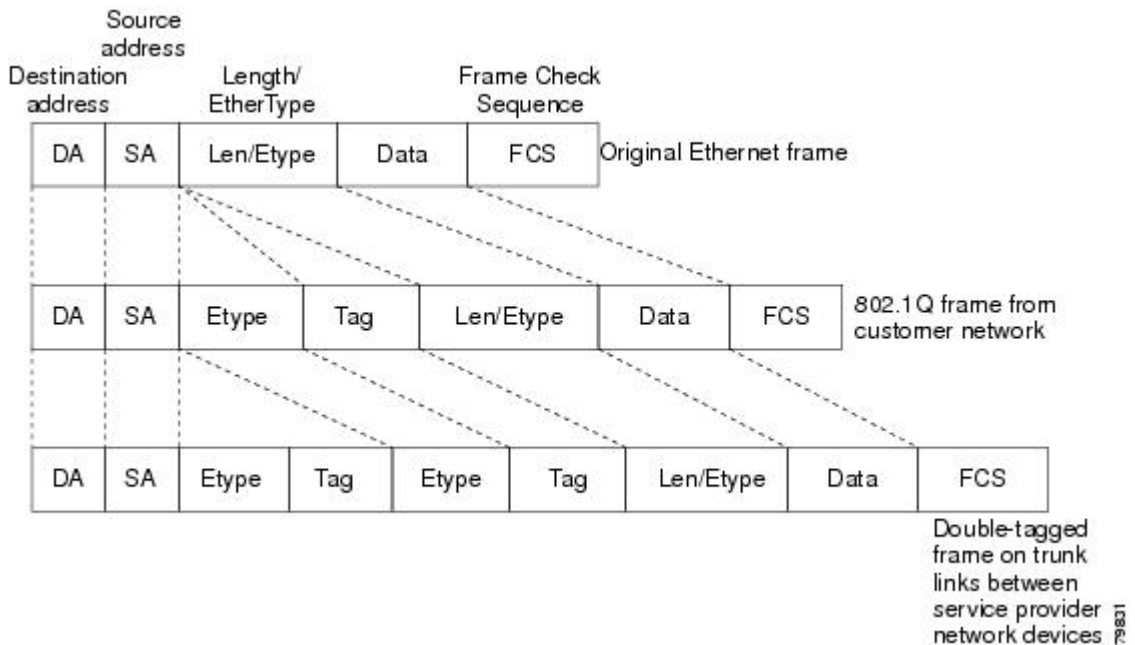 Source
address
Destination
address
Length/
EtherType
Frame Check
Sequence
DA SA Len/Etype Data FCS Original Ethernet frame
DA SA Etype Tag Len/Etype Data FCS
802.1Q frame from
customer network
DA SA Etype Tag Etype Tag Len/Etype Data FCS
Double-tagged
frame on trunk
links between
service provider
network devices
79831